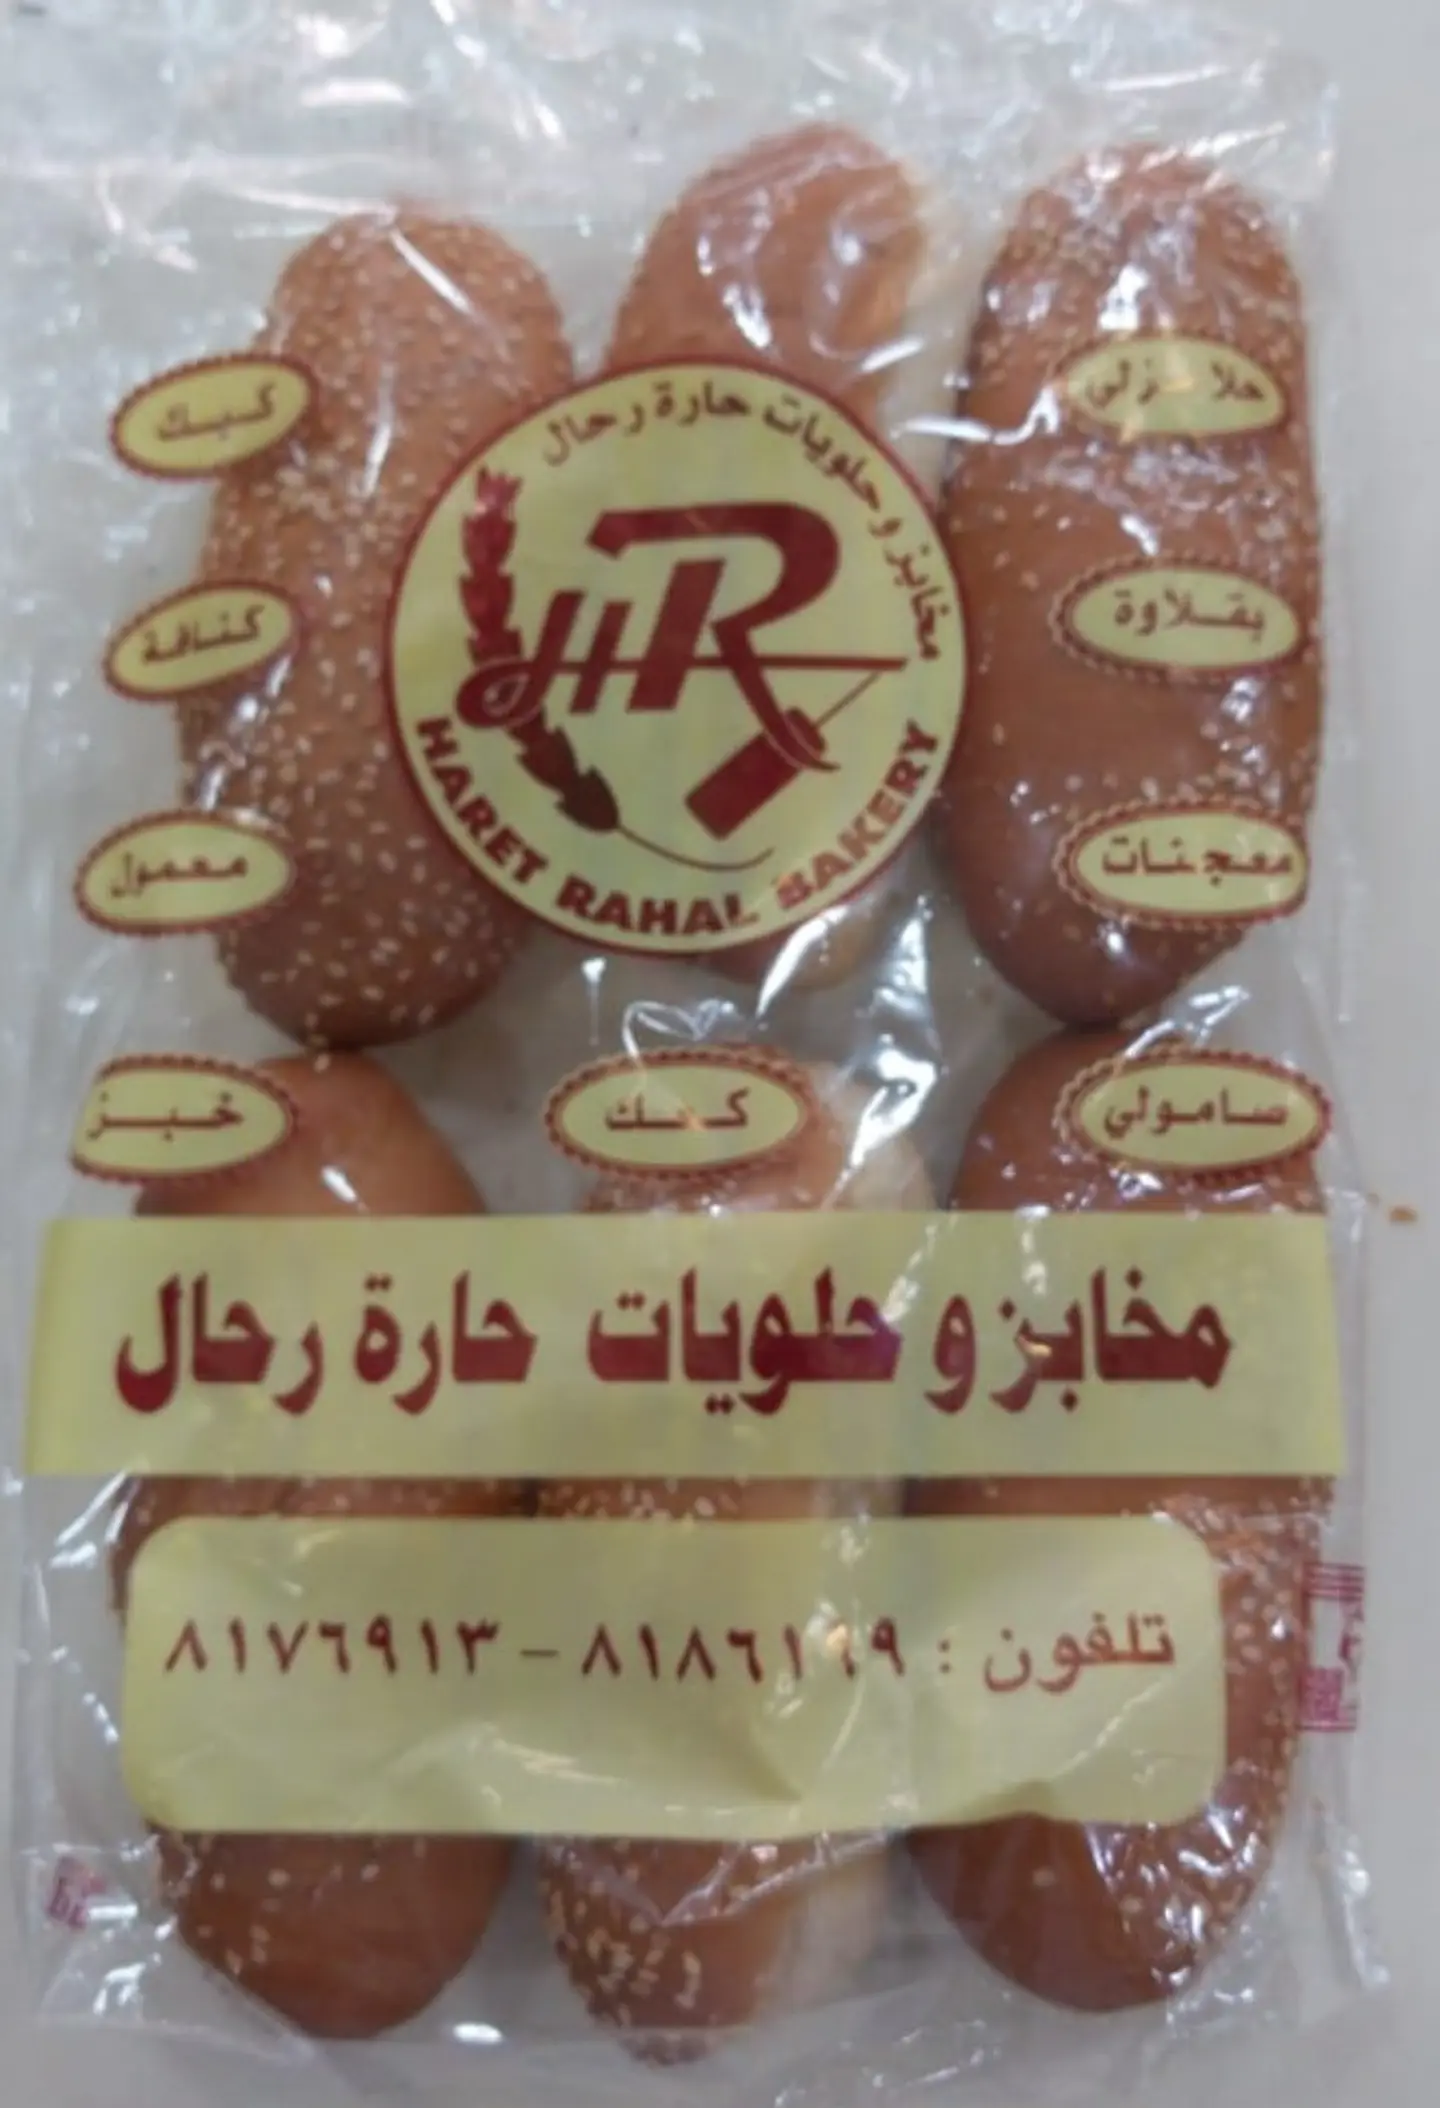 مخابز و حلويات حارة رحال
HR
HARET RAHAL BAKERY
كيك
كنافة
بقلاوة
معمول
معجنات
خبز
كعك
صامولي
مخابز و حلويات حارة رحال
تلفون : ٨١٨٦١٦٩ - ٨١٧٦٩١٣